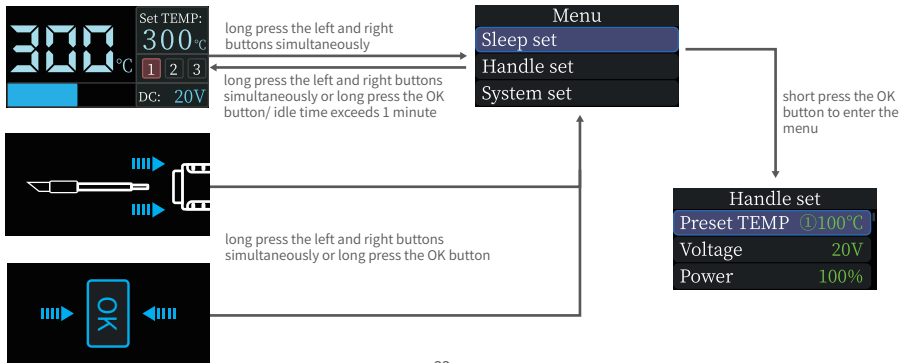 300°C
Set TEMP:
300°C
1 2 3
DC: 20V
long press the left and right
buttons simultaneously
long press the left and right buttons
simultaneously or long press the OK
button/ idle time exceeds 1 minute
Menu
Sleep set
Handle set
System set
short press the OK
button to enter the
menu
long press the left and right buttons
simultaneously or long press the OK button
OK
Handle set
Preset TEMP ①100°C
Voltage 20V
Power 100%